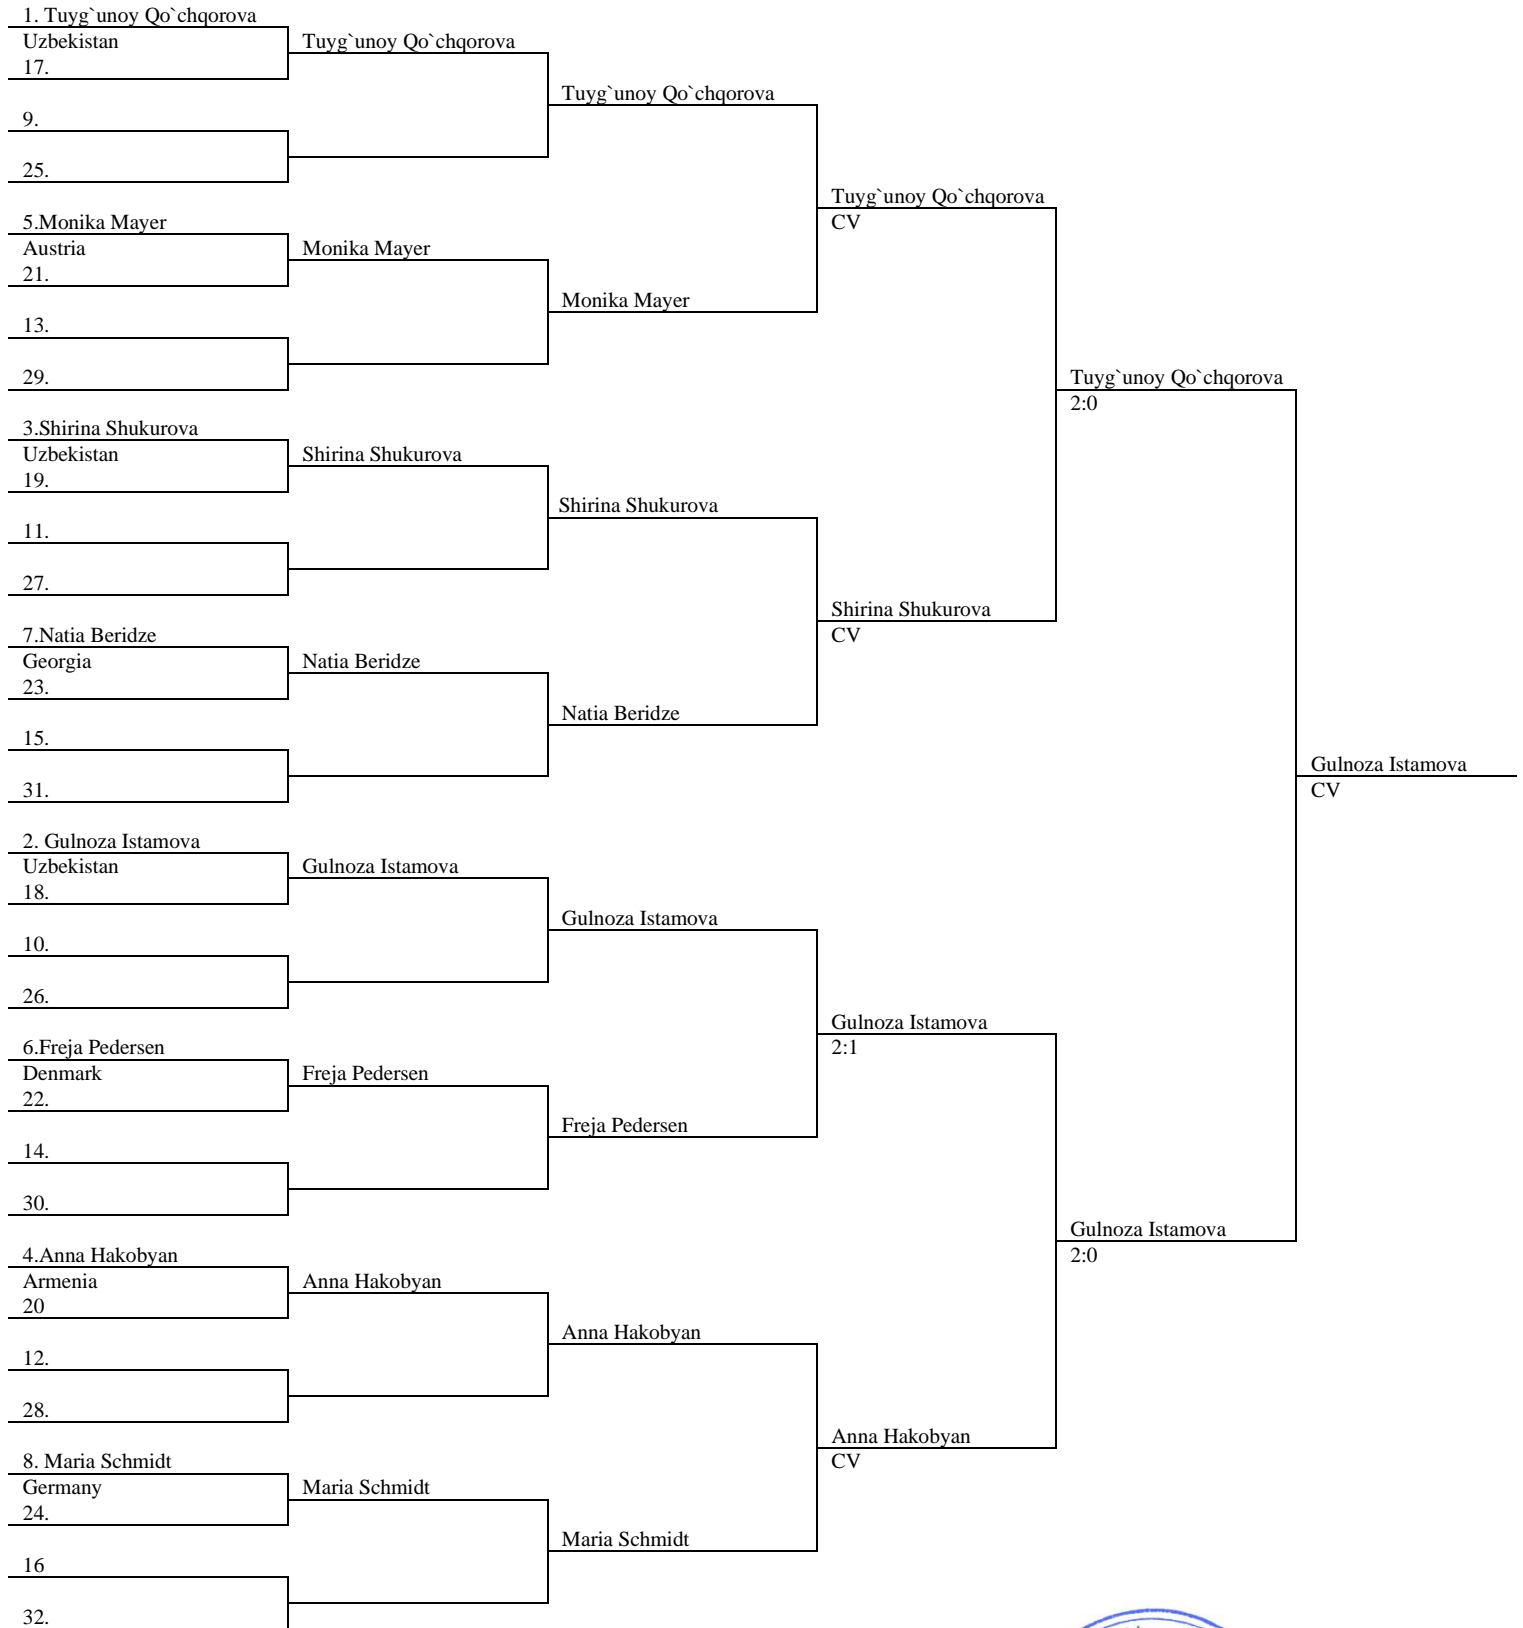 1. Tuyg`unoy Qo`chqorova
Uzbekistan
17.
9.
25.
5.Monika Mayer
Austria
21.
13.
29.
3.Shirina Shukurova
Uzbekistan
19.
11.
27.
7.Natia Beridze
Georgia
23.
15.
31.
2. Gulnoza Istamova
Uzbekistan
18.
10.
26.
6.Freja Pedersen
Denmark
22.
14.
30.
4.Anna Hakobyan
Armenia
20
12.
28.
8. Maria Schmidt
Germany
24.
16
32.
Tuyg`unoy Qo`chqorova
Monika Mayer
Shirina Shukurova
Natia Beridze
Gulnoza Istamova
Freja Pedersen
Anna Hakobyan
Maria Schmidt
Tuyg`unoy Qo`chqorova
Monika Mayer
Shirina Shukurova
Natia Beridze
Gulnoza Istamova
Freja Pedersen
Anna Hakobyan
Maria Schmidt
Tuyg`unoy Qo`chqorova
CV
Shirina Shukurova
CV
Gulnoza Istamova
2:1
Anna Hakobyan
CV
Tuyg`unoy Qo`chqorova
2:0
Gulnoza Istamova
2:0
Gulnoza Istamova
CV